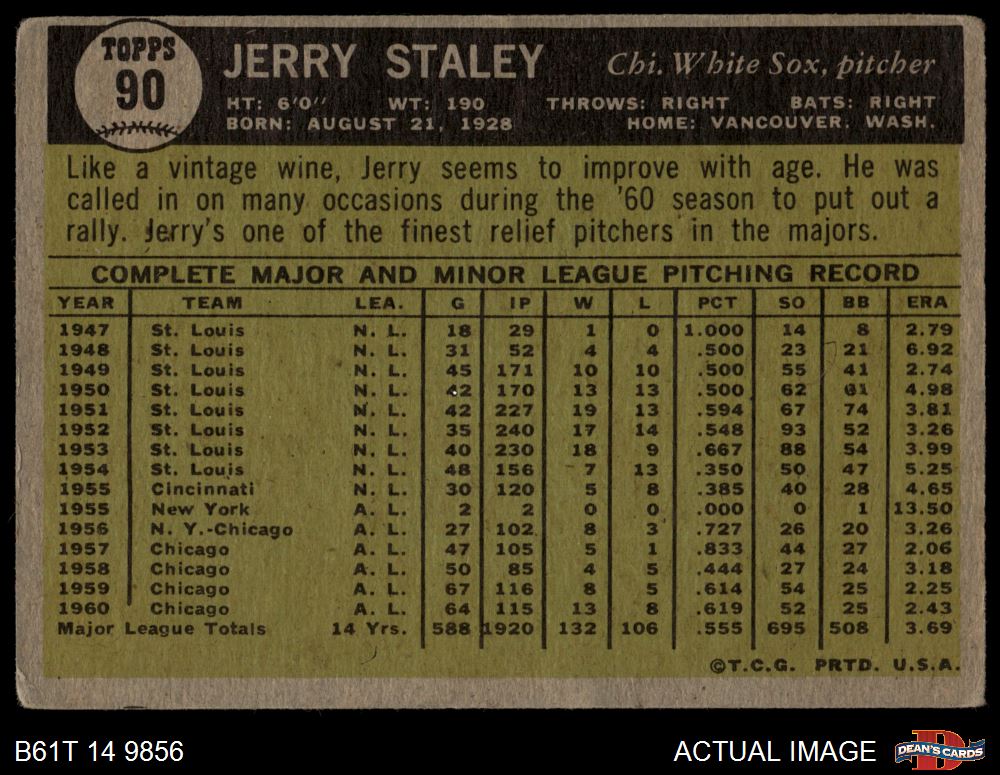 TOPPS
90
JERRY STALEY Chi. White Sox, pitcher
HT: 6'0" WT: 190 THROWS: RIGHT BATS: RIGHT
BORN: AUGUST 21, 1928 HOME: VANCOUVER, WASH.
Like a vintage wine, Jerry seems to improve with age. He was
called in on many occasions during the '60 season to put out a
rally. Jerry's one of the finest relief pitchers in the majors.
COMPLETE MAJOR AND MINOR LEAGUE PITCHING RECORD
YEAR TEAM LEA. G IP W L PCT SO BB ERA
1947 St. Louis N. L. 18 29 1 0 1.000 14 8 2.79
1948 St. Louis N. L. 31 52 4 4 .500 23 21 6.92
1949 St. Louis N. L. 45 171 10 10 .500 55 41 2.74
1950 St. Louis N. L. 42 170 13 13 .500 62 61 4.98
1951 St. Louis N. L. 42 227 19 13 .594 67 74 3.81
1952 St. Louis N. L. 35 240 17 14 .548 93 52 3.26
1953 St. Louis N. L. 40 230 18 9 .667 88 54 3.99
1954 St. Louis N. L. 48 156 7 13 .350 50 47 5.25
1955 Cincinnati N. L. 30 120 5 8 .385 40 28 4.65
1955 New York A. L. 2 2 0 0 .000 0 1 13.50
1956 N. Y.-Chicago A. L. 27 102 8 3 .727 26 20 3.26
1957 Chicago A. L. 47 105 5 1 .833 44 27 2.06
1958 Chicago A. L. 50 85 4 5 .444 27 24 3.18
1959 Chicago A. L. 67 116 8 5 .614 54 25 2.25
1960 Chicago A. L. 64 115 13 8 .619 52 25 2.43
Major League Totals 14 Yrs. 588 1920 132 106 .555 695 508 3.69
©T.C.G. PRTD. U.S.A.
B61T 14 9856 ACTUAL IMAGE DEAN'S CARDS